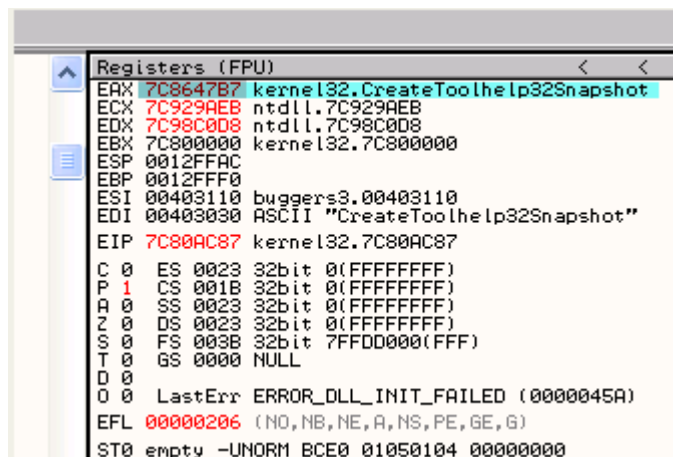 Registers (FPU) < <
EAX 7C8647B7 kernel32.CreateToolhelp32Snapshot
ECX 7C929AEB ntdll.7C929AEB
EDX 7C98C0D8 ntdll.7C98C0D8
EBX 7C800000 kernel32.7C800000
ESP 0012FFAC
EBP 0012FFF0
ESI 00403110 buggers3.00403110
EDI 00403030 ASCII "CreateToolhelp32Snapshot"
EIP 7C80AC87 kernel32.7C80AC87
C 0 ES 0023 32bit 0(FFFFFFFF)
P 1 CS 001B 32bit 0(FFFFFFFF)
A 0 SS 0023 32bit 0(FFFFFFFF)
Z 0 DS 0023 32bit 0(FFFFFFFF)
S 0 FS 003B 32bit 7FFDD000(FFF)
T 0 GS 0000 NULL
D 0
O 0 LastErr ERROR_DLL_INIT_FAILED (0000045A)
EFL 00000206 (NO,NB,NE,A,NS,PE,GE,G)
ST0 empty -UNORM BCE0 01050104 00000000